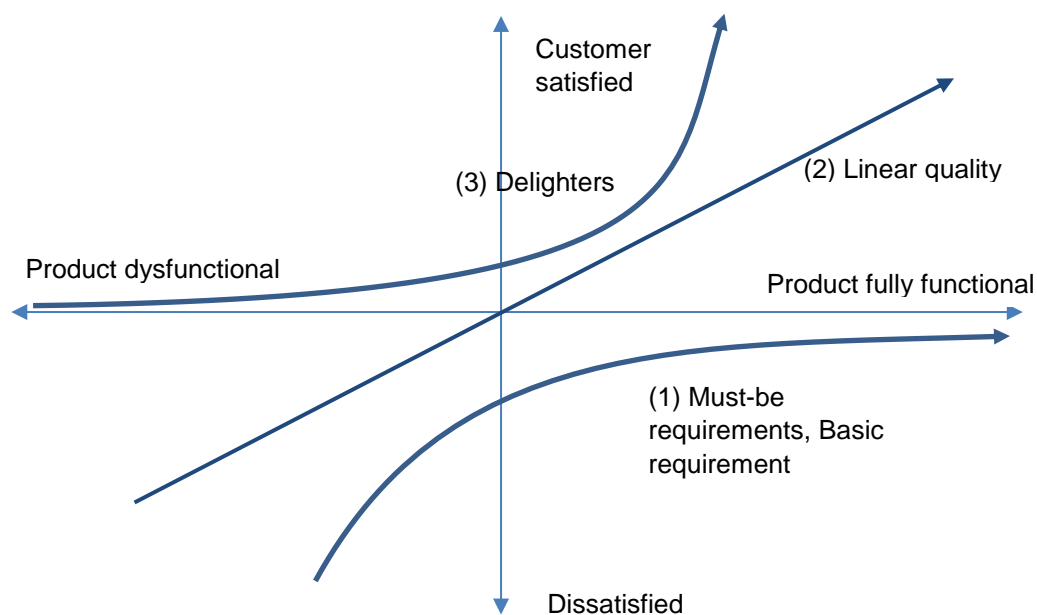 Customer
satisfied
(2) Linear quality
(3) Delighters
Product dysfunctional
Product fully functional
(1) Must-be
requirements, Basic
requirement
Dissatisfied